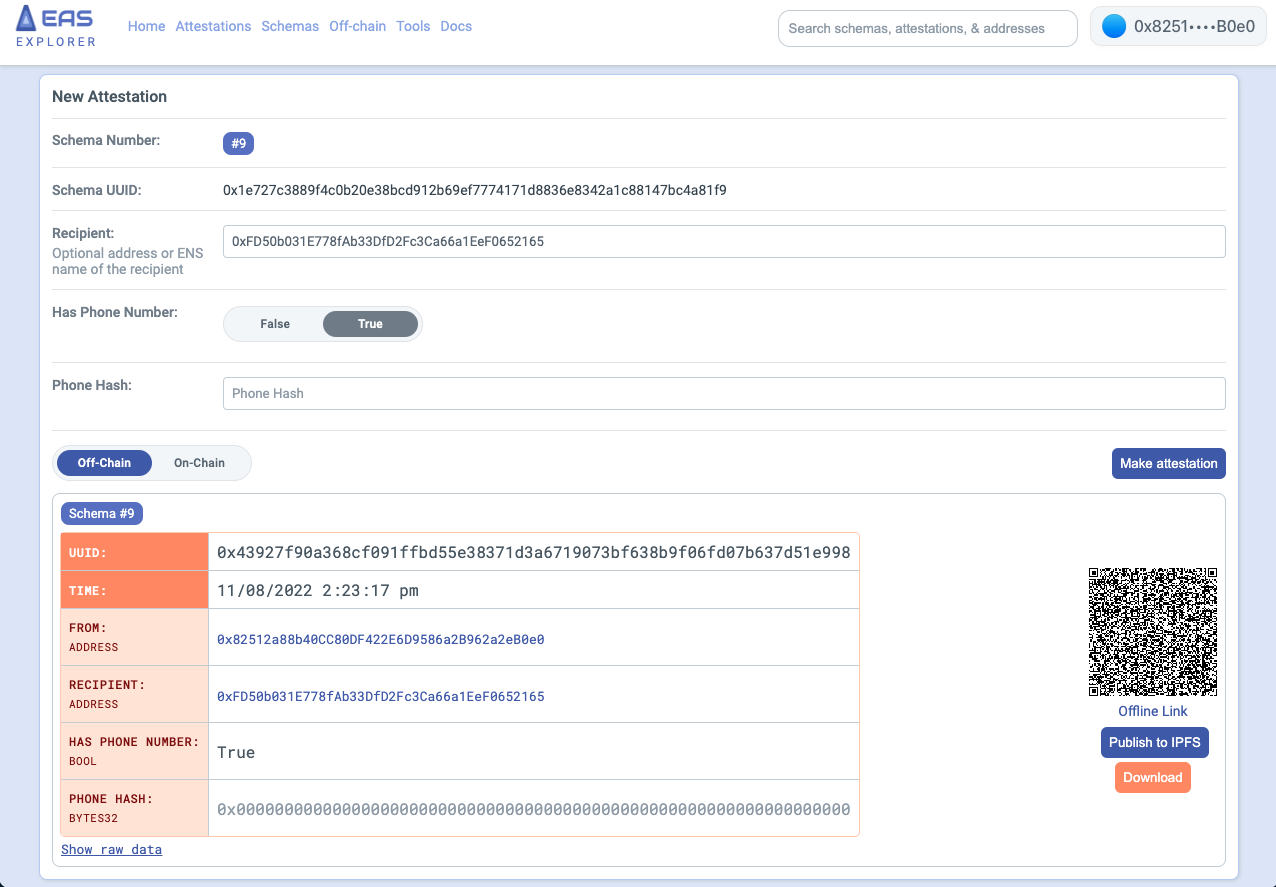 EAS
EXPLORER
Home Attestations Schemas Off-chain Tools Docs
Search schemas, attestations, & addresses
0x8251••••B0e0
New Attestation
Schema Number:
#9
Schema UUID:
0x1e727c3889f4c0b20e38bcd912b69ef7774171d8836e8342a1c88147bc4a81f9
Recipient:
Optional address or ENS
name of the recipient
0xFD50b031E778fAb33DfD2Fc3Ca66a1EeF0652165
Has Phone Number:
False True
Phone Hash:
Phone Hash
Off-Chain On-Chain
Make attestation
Schema #9
UUID:
0x43927f90a368cf091ffbd55e38371d3a6719073bf638b9f06fd07b637d51e998
TIME:
11/08/2022 2:23:17 pm
FROM:
ADDRESS
0x82512a88b40CC80DF422E6D9586a2B962a2eB0e0
RECIPIENT:
ADDRESS
0xFD50b031E778fAb33DfD2Fc3Ca66a1EeF0652165
HAS PHONE NUMBER:
BOOL
True
PHONE HASH:
BYTES32
0x0000000000000000000000000000000000000000000000000000000000000000
Show raw data
Offline Link
Publish to IPFS
Download